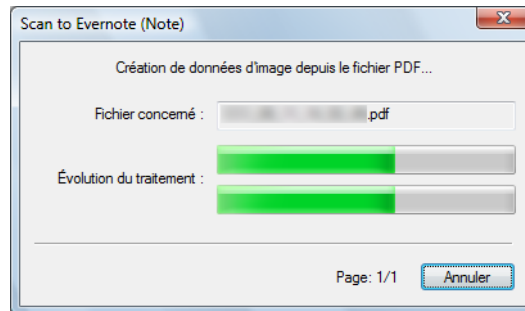 Scan to Evernote (Note)
Création de données d'image depuis le fichier PDF...
Fichier concerné : .pdf
Évolution du traitement :
Page: 1/1 Annuler